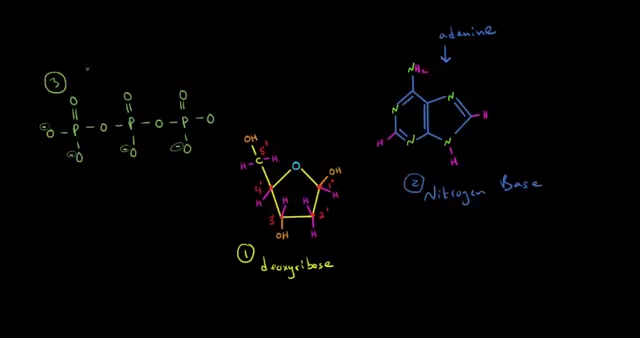 adenine
NH2
N
N
N
N
H
H
H
3
O
O
O
O
P
O
P
O
P
O
O
O
O
OH
5'
H
C
H
O
OH
4'
1'
H
H
H
H
3'
2'
OH
H
1
deoxyribose
2
Nitrogen Base